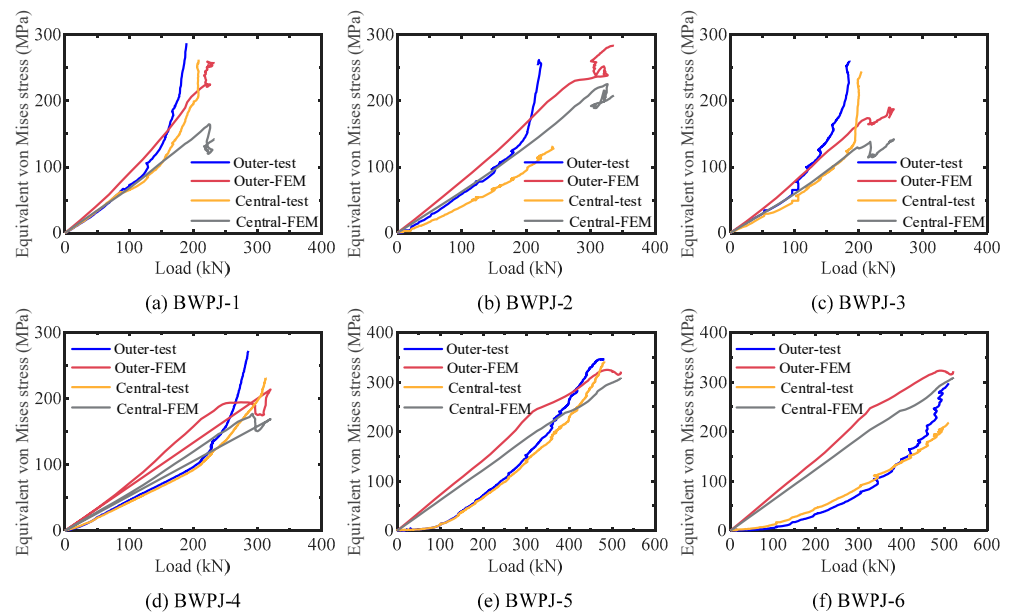 Equivalent von Mises stress (MPa)
300
200
100
0
0 100 200 300 400
Outer-test
Outer-FEM
Central-test
Central-FEM
Load (kN)
(a) BWPJ-1
Equivalent von Mises stress (MPa)
300
200
100
0
0 100 200 300 400
Outer-test
Outer-FEM
Central-test
Central-FEM
Load (kN)
(b) BWPJ-2
Equivalent von Mises stress (MPa)
300
200
100
0
0 100 200 300 400
Outer-test
Outer-FEM
Central-test
Central-FEM
Load (kN)
(c) BWPJ-3
Equivalent von Mises stress (MPa)
300
200
100
0
0 100 200 300 400
Outer-test
Outer-FEM
Central-test
Central-FEM
Load (kN)
(d) BWPJ-4
Equivalent von Mises stress (MPa)
400
300
200
100
0
0 100 200 300 400 500 600
Outer-test
Outer-FEM
Central-test
Central-FEM
Load (kN)
(e) BWPJ-5
Equivalent von Mises stress (MPa)
400
300
200
100
0
0 100 200 300 400 500 600
Outer-test
Outer-FEM
Central-test
Central-FEM
Load (kN)
(f) BWPJ-6